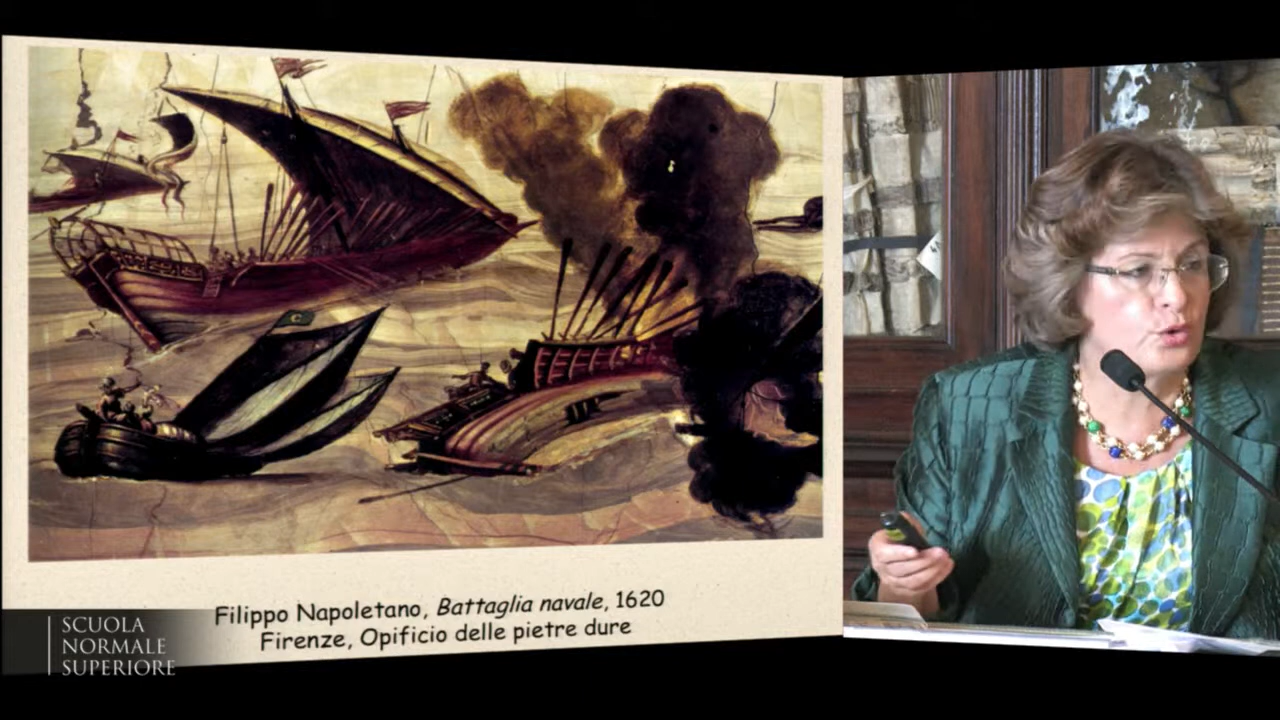 Filippo Napoletano, Battaglia navale, 1620
Firenze, Opificio delle pietre dure
SCUOLA
NORMALE
SUPERIORE